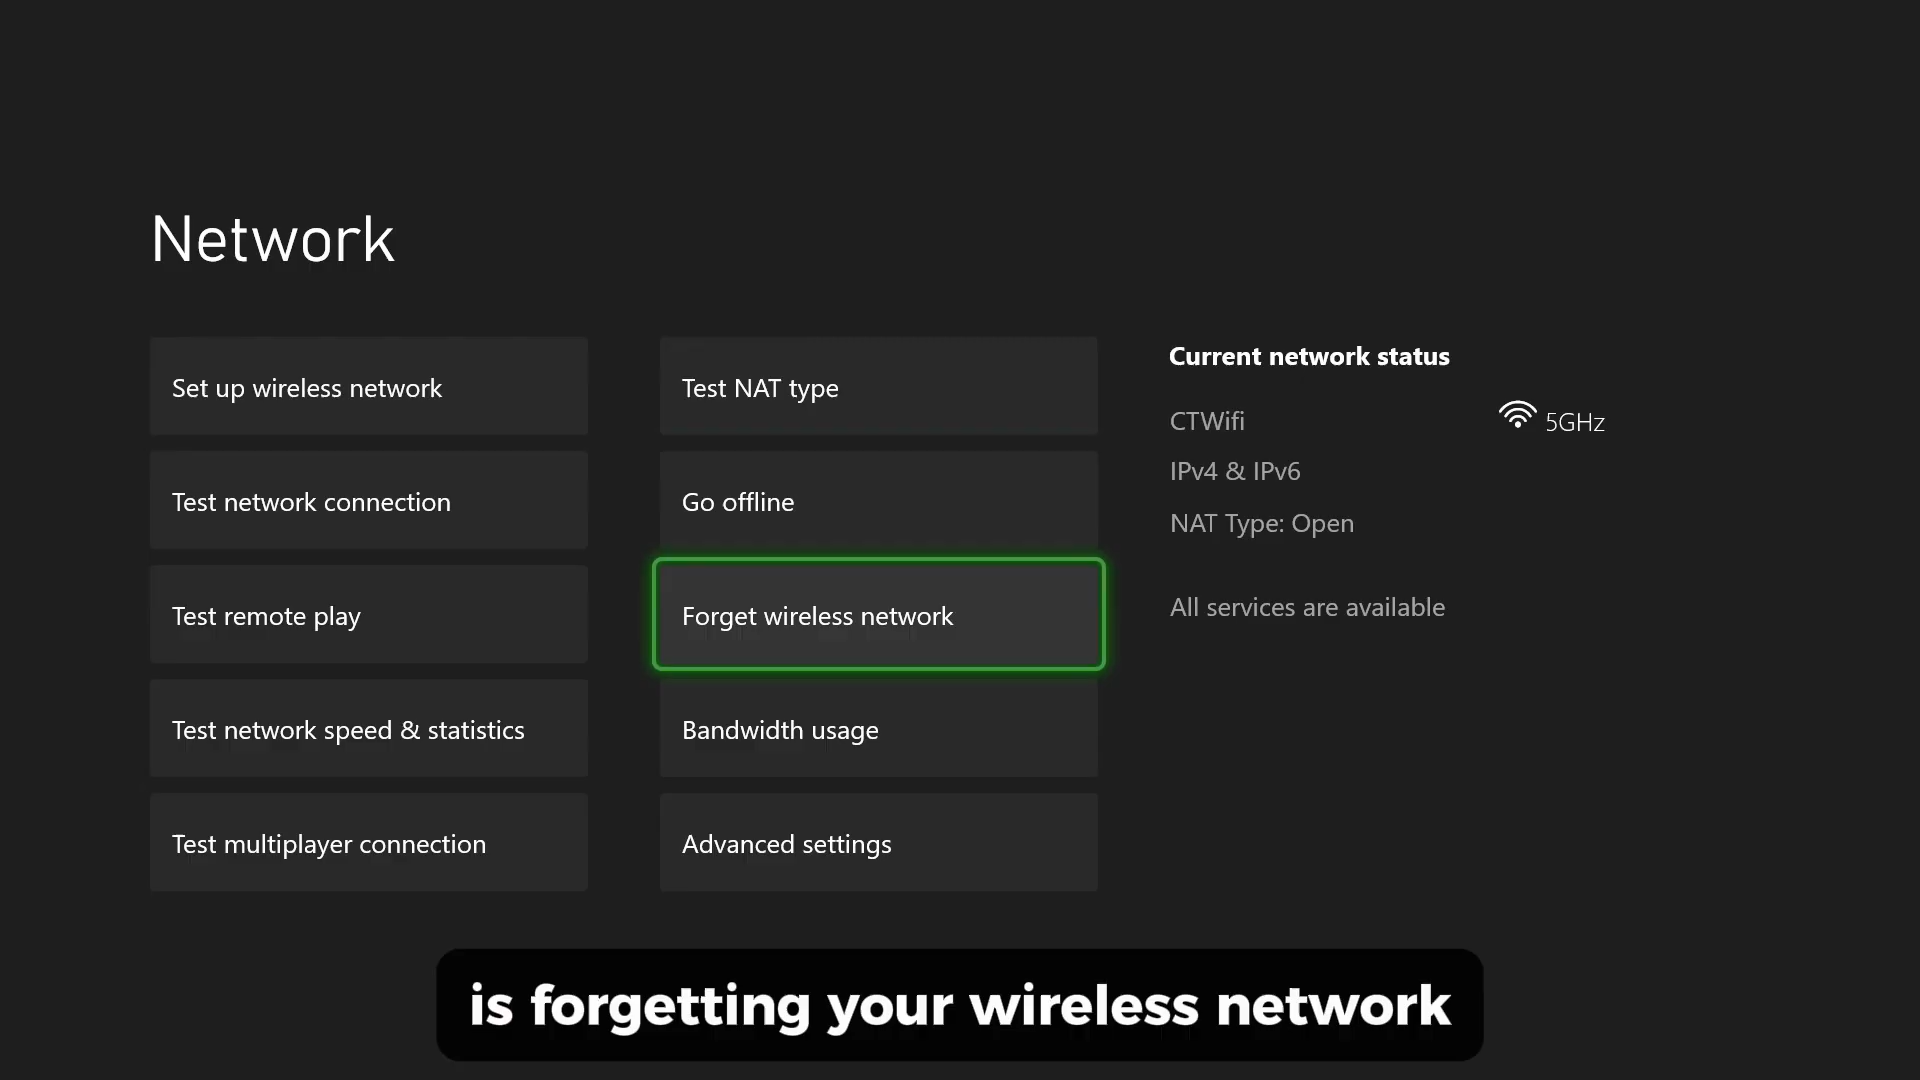 Network
Set up wireless network
Test network connection
Test remote play
Test network speed & statistics
Test multiplayer connection
Test NAT type
Go offline
Forget wireless network
Bandwidth usage
Advanced settings
Current network status
CTWifi 5GHz
IPv4 & IPv6
NAT Type: Open
All services are available
is forgetting your wireless network